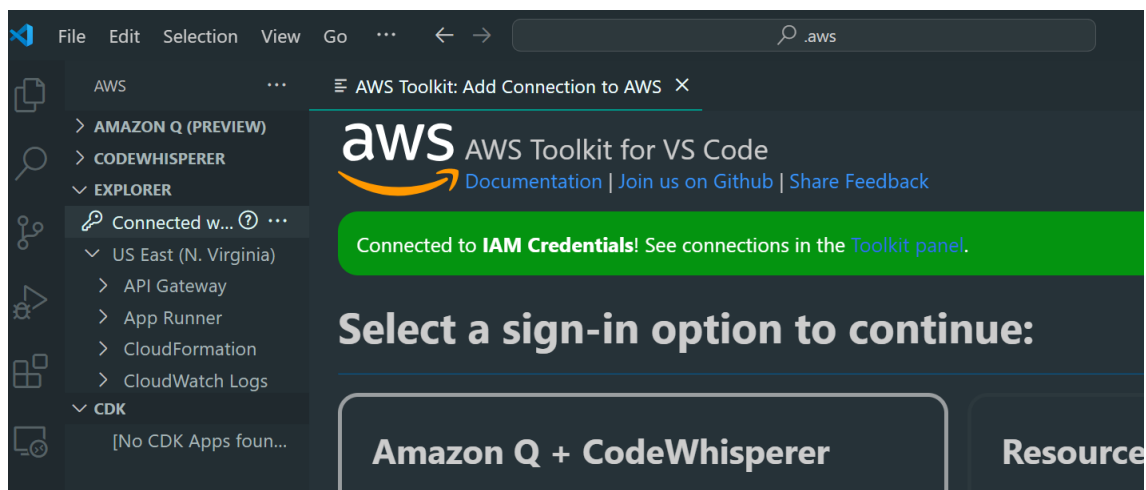 File Edit Selection View Go ··· ← → .aws
AWS ···
AWS Toolkit: Add Connection to AWS ×
> AMAZON Q (PREVIEW)
> CODEWHISPERER
EXPLORER
Connected w... ···
US East (N. Virginia)
> API Gateway
> App Runner
> CloudFormation
> CloudWatch Logs
CDK
[No CDK Apps foun...
aws AWS Toolkit for VS Code
Documentation | Join us on Github | Share Feedback
Connected to IAM Credentials! See connections in the Toolkit panel.
Select a sign-in option to continue:
Amazon Q + CodeWhisperer
Resource